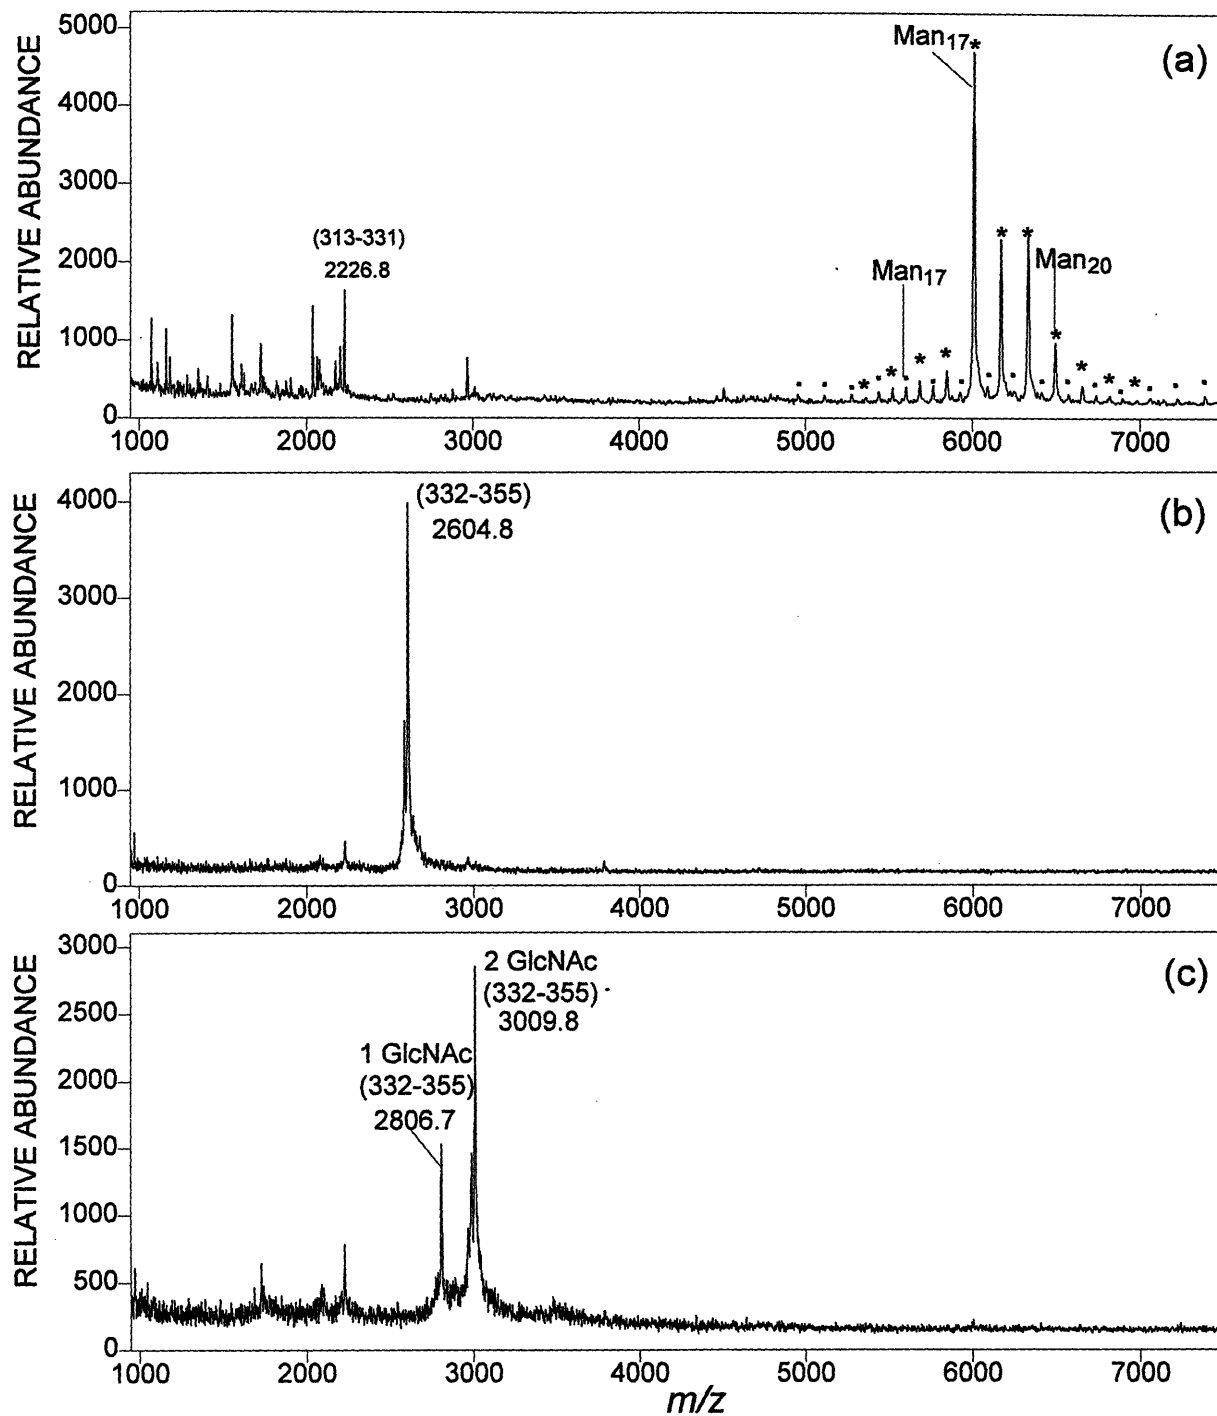 RELATIVE ABUNDANCE
5000
4000
3000
2000
1000
0
(a)
Man17*
(313-331)
2226.8
Man17
* *
Man20
* * * * * * * *
1000 2000 3000 4000 5000 6000 7000
RELATIVE ABUNDANCE
4000
3000
2000
1000
0
(b)
(332-355)
2604.8
1000 2000 3000 4000 5000 6000 7000
RELATIVE ABUNDANCE
3000
2500
2000
1500
1000
500
0
(c)
2 GlcNAc
(332-355)
3009.8
1 GlcNAc
(332-355)
2806.7
1000 2000 3000 4000 5000 6000 7000
m/z